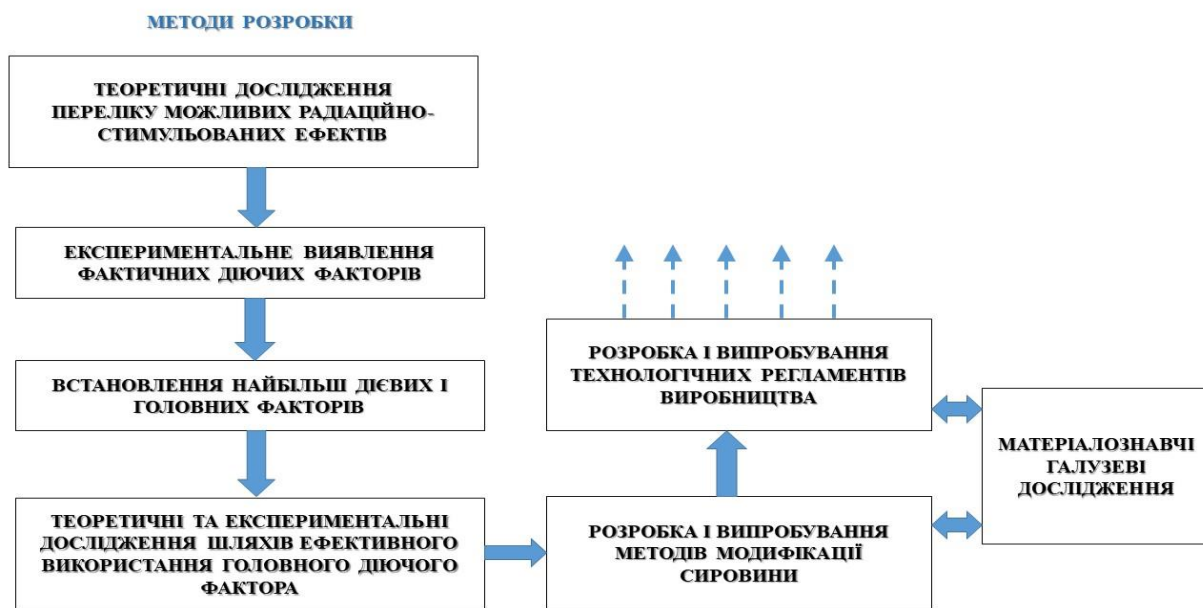 МЕТОДИ РОЗРОБКИ
ТЕОРЕТИЧНІ ДОСЛІДЖЕННЯ
ПЕРЕЛІКУ МОЖЛИВИХ РАДІАЦІЙНО-
СТИМУЛЬОВАНИХ ЕФЕКТІВ
ЕКСПЕРИМЕНТАЛЬНЕ ВИЯВЛЕННЯ
ФАКТИЧНИХ ДІЮЧИХ ФАКТОРІВ
ВСТАНОВЛЕННЯ НАЙБІЛЬШ ДІЄВИХ І
ГОЛОВНИХ ФАКТОРІВ
ТЕОРЕТИЧНІ ТА ЕКСПЕРИМЕНТАЛЬНІ
ДОСЛІДЖЕННЯ ШЛЯХІВ ЕФЕКТИВНОГО
ВИКОРИСТАННЯ ГОЛОВНОГО ДІЮЧОГО
ФАКТОРА
РОЗРОБКА І ВИПРОБУВАННЯ
МЕТОДІВ МОДИФІКАЦІЇ
СИРОВИНИ
РОЗРОБКА І ВИПРОБУВАННЯ
ТЕХНОЛОГІЧНИХ РЕГЛАМЕНТІВ
ВИРОБНИЦТВА
МАТЕРІАЛОЗНАВЧІ
ГАЛУЗЕВІ
ДОСЛІДЖЕННЯ